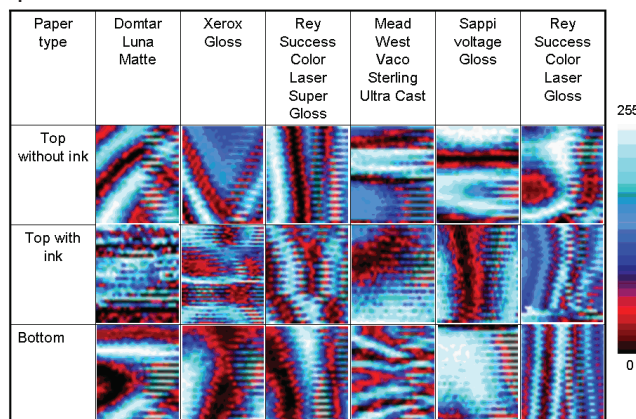 Paper
type
Domtar
Luna
Matte
Xerox
Gloss
Rey
Success
Color
Laser
Super
Gloss
Mead
West
Vaco
Sterling
Ultra Cast
Sappi
voltage
Gloss
Rey
Success
Color
Laser
Gloss
255
Top
without ink
Top with
ink
Bottom
0